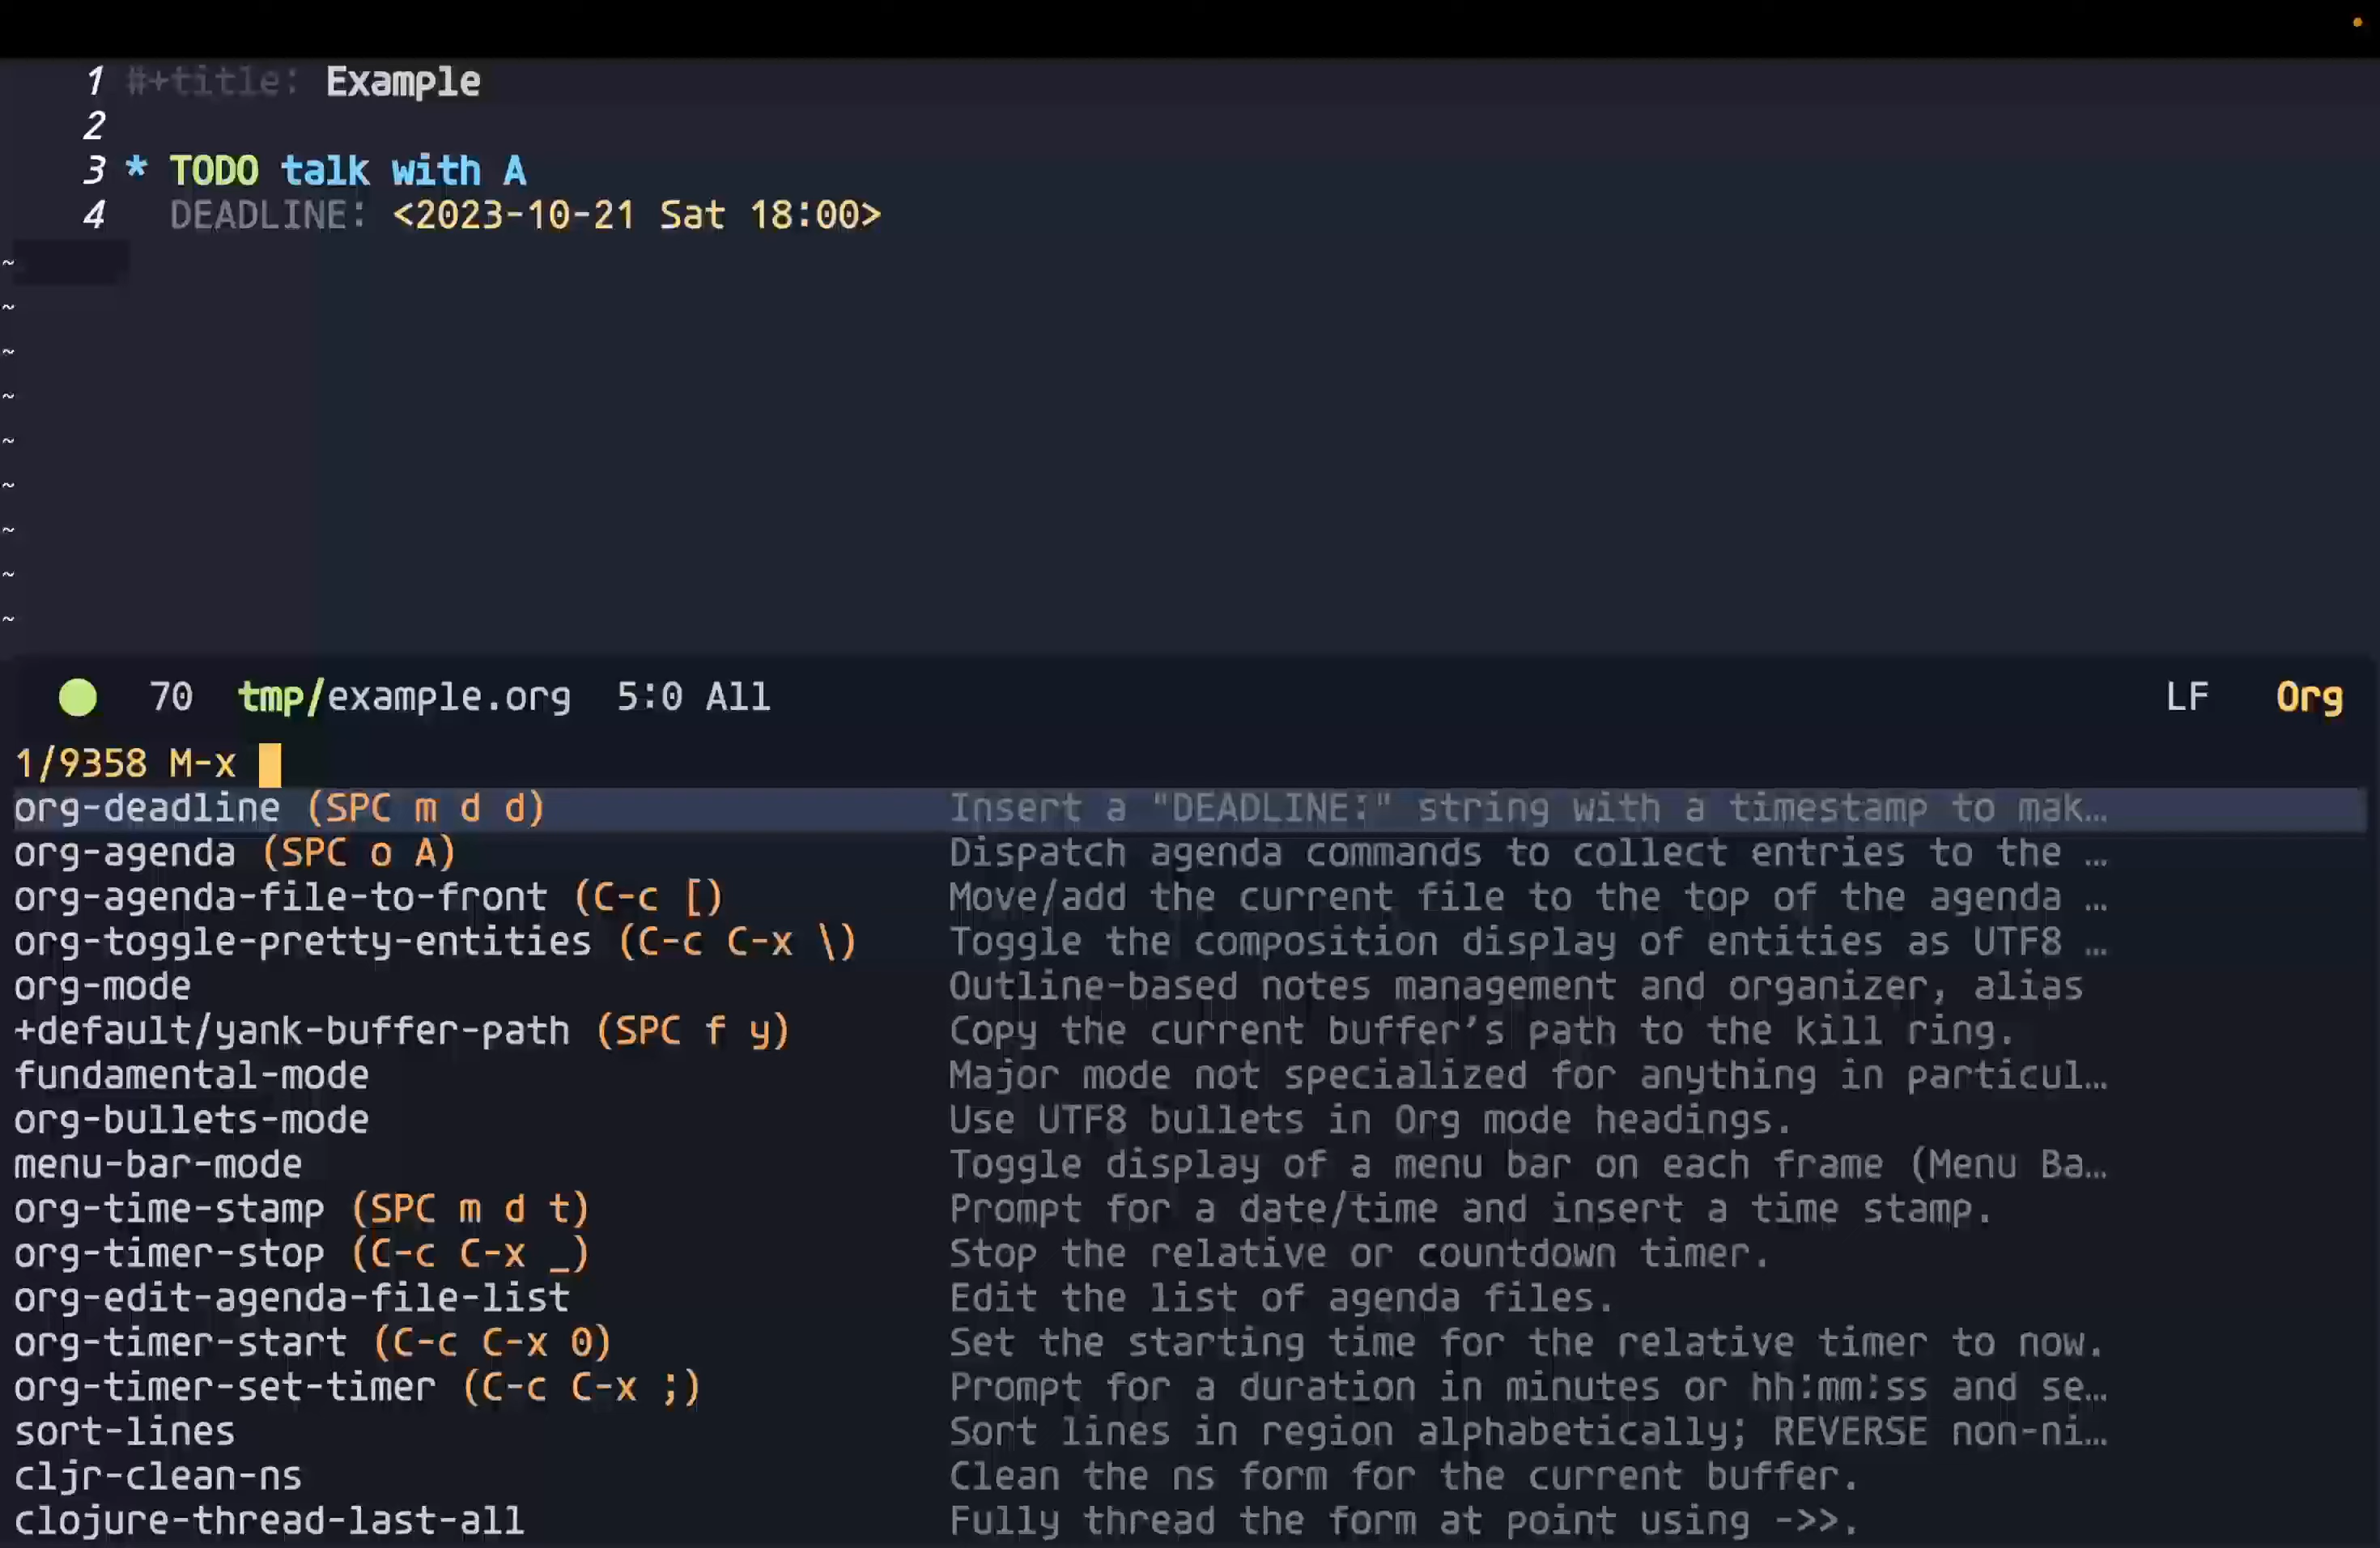 1 #+title: Example
2
3 * TODO talk with A
4 DEADLINE: <2023-10-21 Sat 18:00>
~
~
~
~
~
~
~
~
~
70 tmp/example.org 5:0 All LF Org
1/9358 M-x
org-deadline (SPC m d d) Insert a "DEADLINE:" string with a timestamp to mak…
org-agenda (SPC o A) Dispatch agenda commands to collect entries to the …
org-agenda-file-to-front (C-c [) Move/add the current file to the top of the agenda …
org-toggle-pretty-entities (C-c C-x \) Toggle the composition display of entities as UTF8 …
org-mode Outline-based notes management and organizer, alias
+default/yank-buffer-path (SPC f y) Copy the current buffer’s path to the kill ring.
fundamental-mode Major mode not specialized for anything in particul…
org-bullets-mode Use UTF8 bullets in Org mode headings.
menu-bar-mode Toggle display of a menu bar on each frame (Menu Ba…
org-time-stamp (SPC m d t) Prompt for a date/time and insert a time stamp.
org-timer-stop (C-c C-x _) Stop the relative or countdown timer.
org-edit-agenda-file-list Edit the list of agenda files.
org-timer-start (C-c C-x 0) Set the starting time for the relative timer to now.
org-timer-set-timer (C-c C-x ;) Prompt for a duration in minutes or hh:mm:ss and se…
sort-lines Sort lines in region alphabetically; REVERSE non-ni…
cljr-clean-ns Clean the ns form for the current buffer.
clojure-thread-last-all Fully thread the form at point using ->>.